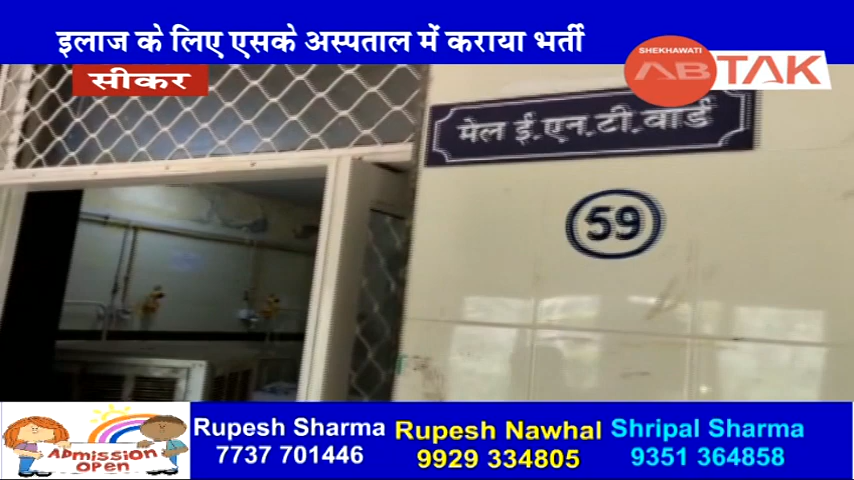 इलाज के लिए एसके अस्पताल में कराया भर्ती
SHEKHAWATI
ABTAK
सीकर
मेल ई.एन.टी.वार्ड
59
ADMISSION
OPEN
Rupesh Sharma
7737 701446
Rupesh Nawhal
9929 334805
Shripal Sharma
9351 364858